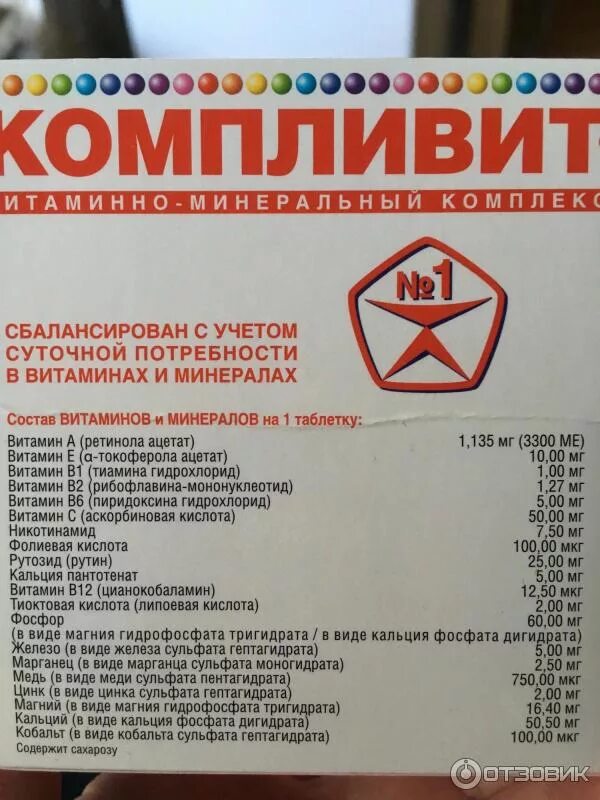 КОМПЛИВИТ
ВИТАМИННО-МИНЕРАЛЬНЫЙ КОМПЛЕКС
№1
СБАЛАНСИРОВАН С УЧЕТОМ
СУТОЧНОЙ ПОТРЕБНОСТИ
В ВИТАМИНАХ И МИНЕРАЛАХ
Состав ВИТАМИНОВ и МИНЕРАЛОВ на 1 таблетку:
Витамин А (ретинола ацетат) 1,135 мг (3300 МЕ)
Витамин Е (α-токоферола ацетат) 10,00 мг
Витамин В1 (тиамина гидрохлорид) 1,00 мг
Витамин В2 (рибофлавина-мононуклеотид) 1,27 мг
Витамин В6 (пиридоксина гидрохлорид) 5,00 мг
Витамин С (аскорбиновая кислота) 50,00 мг
Никотинамид 7,50 мг
Фолиевая кислота 100,00 мкг
Рутозид (рутин) 25,00 мг
Кальция пантотенат 5,00 мг
Витамин В12 (цианокобаламин) 12,50 мкг
Тиоктовая кислота (липоевая кислота) 2,00 мг
Фосфор 60,00 мг
(в виде магния гидрофосфата тригидрата / в виде кальция фосфата дигидрата)
Железо (в виде железа сульфата гептагидрата) 5,00 мг
Марганец (в виде марганца сульфата моногидрата) 2,50 мг
Медь (в виде меди сульфата пентагидрата) 750,00 мкг
Цинк (в виде цинка сульфата гептагидрата) 2,00 мг
Магний (в виде магния гидрофосфата тригидрата) 16,40 мг
Кальций (в виде кальция фосфата дигидрата) 50,50 мг
Кобальт (в виде кобальта сульфата гептагидрата) 100,00 мкг
Содержит сахарозу
ОТЗОВИК